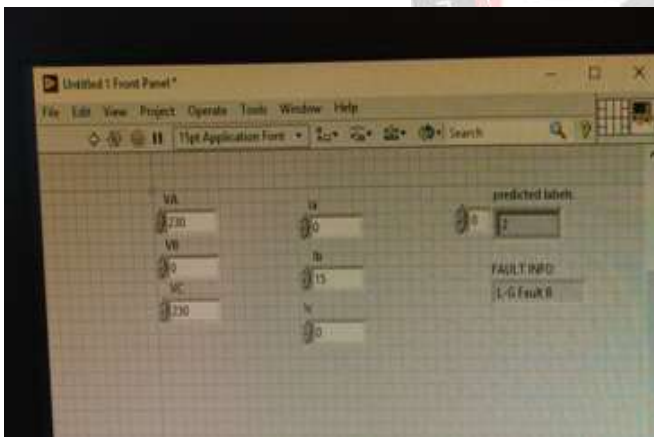 Untitled 1 Front Panel *
File Edit View Project Operate Tools Window Help
15pt Application Font Search
VA
230
VB
0
VC
230
Ia
0
Ib
15
Ic
0
predicted labels
0
2
FAULT INFO
L-G Fault B